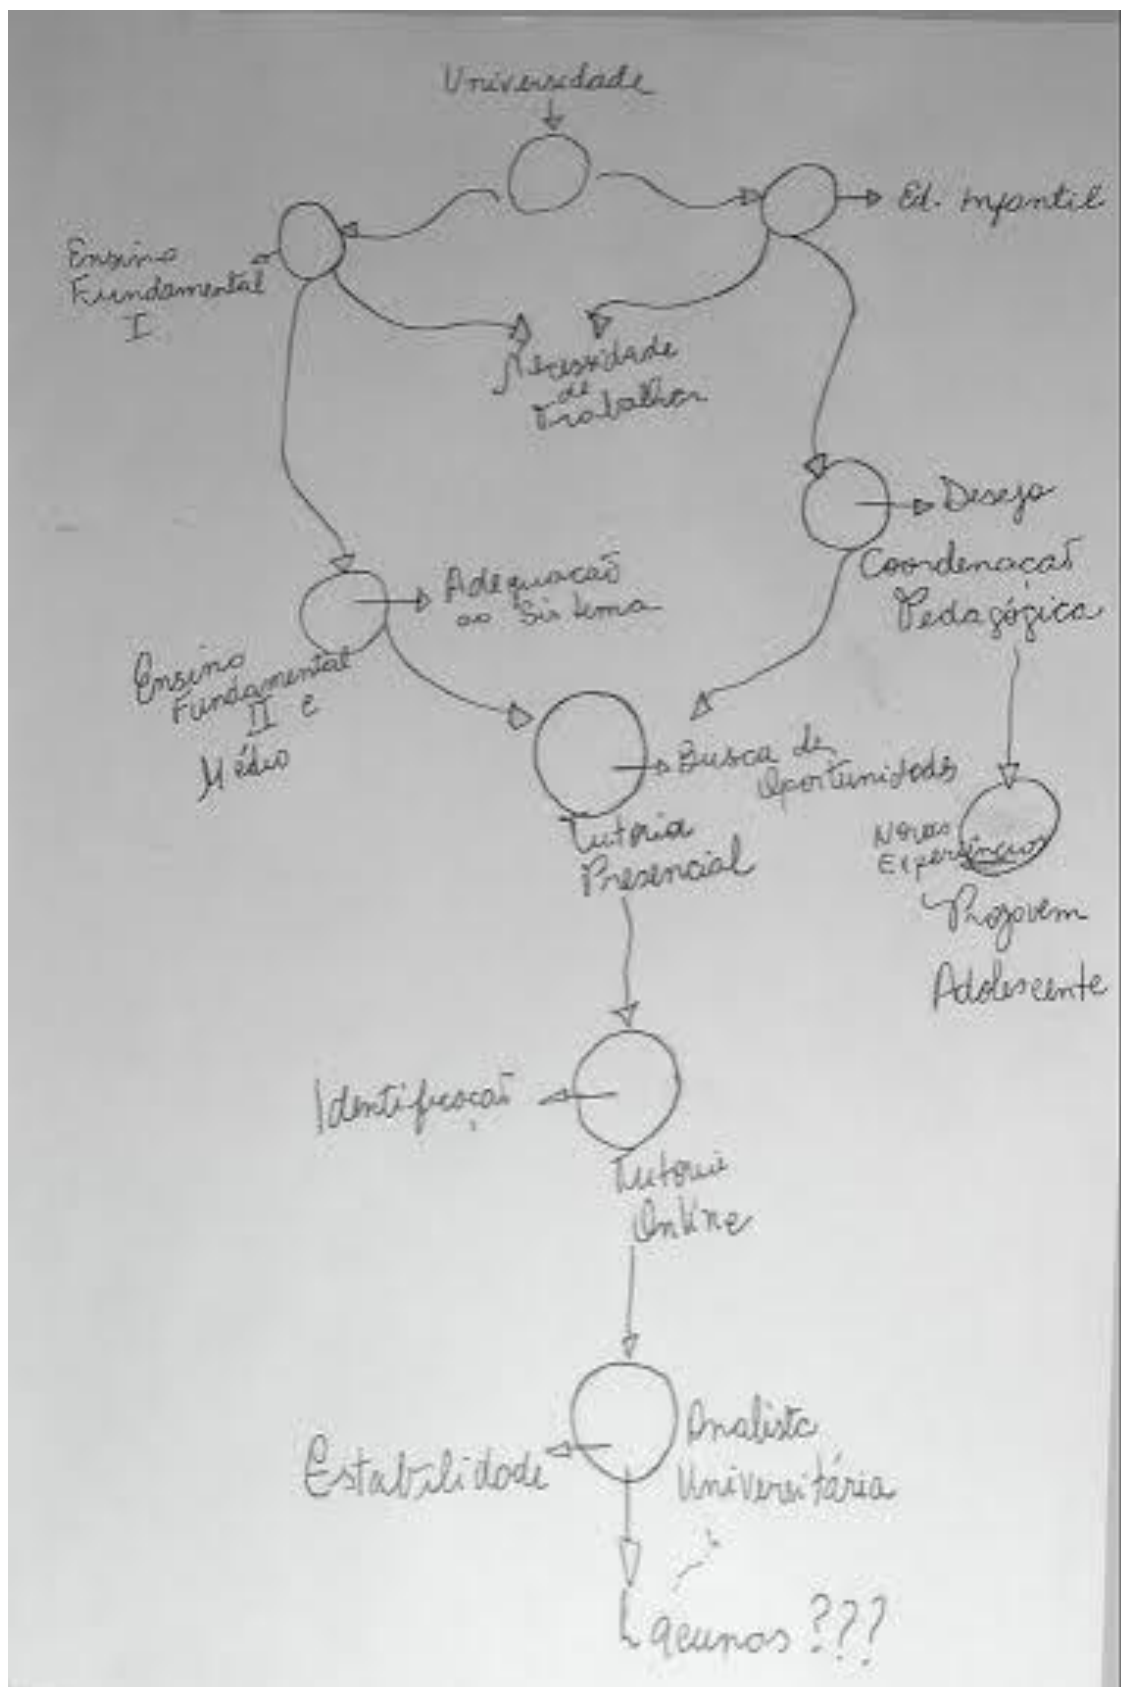 Universidade
Ed. Infantil
Ensino
Fundamental
I
Necessidade
de
Trabalhar
Desejo
Coordenação
Pedagógica
Adequação
ao Sistema
Ensino
Fundamental
II e
Médio
Busca de
Oportunidades
Tutoria
Presencial
Novas
Experiências
Projovem
Adolescente
Identificação
Tutoria
Online
Analista
Universitária
Estabilidade
Lacunas ???